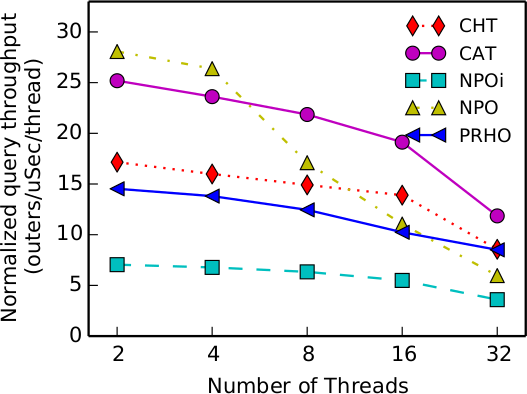 Normalized query throughput
(outers/uSec/thread)
30
25
20
15
10
5
0
CHT
CAT
NPOi
NPO
PRHO
2 4 8 16 32
Number of Threads